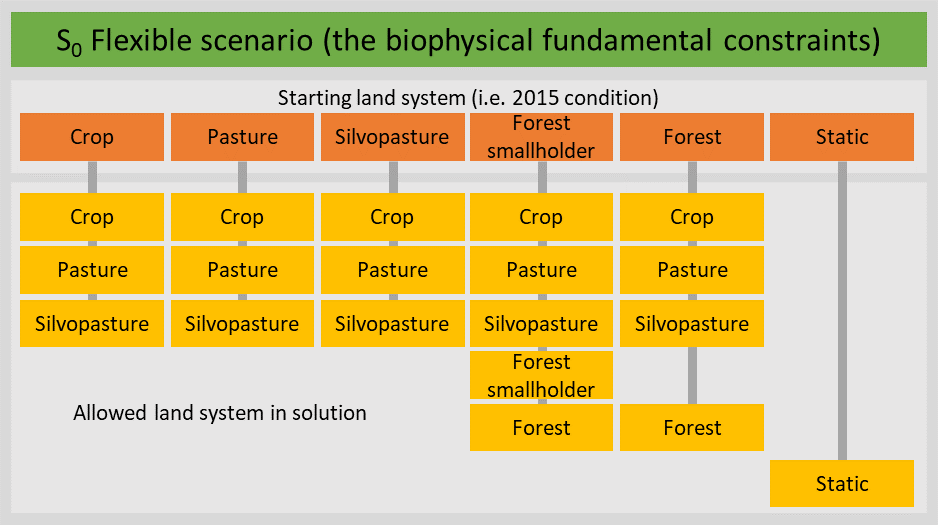 S₀ Flexible scenario (the biophysical fundamental constraints)
Starting land system (i.e. 2015 condition)
Crop
Pasture
Silvopasture
Forest
smallholder
Forest
Static
Crop
Crop
Crop
Crop
Crop
Pasture
Pasture
Pasture
Pasture
Pasture
Silvopasture
Silvopasture
Silvopasture
Silvopasture
Silvopasture
Forest
smallholder
Allowed land system in solution
Forest
Forest
Static